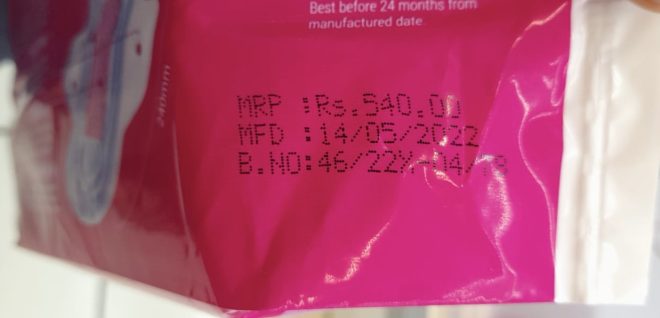 Best before 24 months from
manufactured date.
MRP :Rs.540.00
MFD :14/05/2022